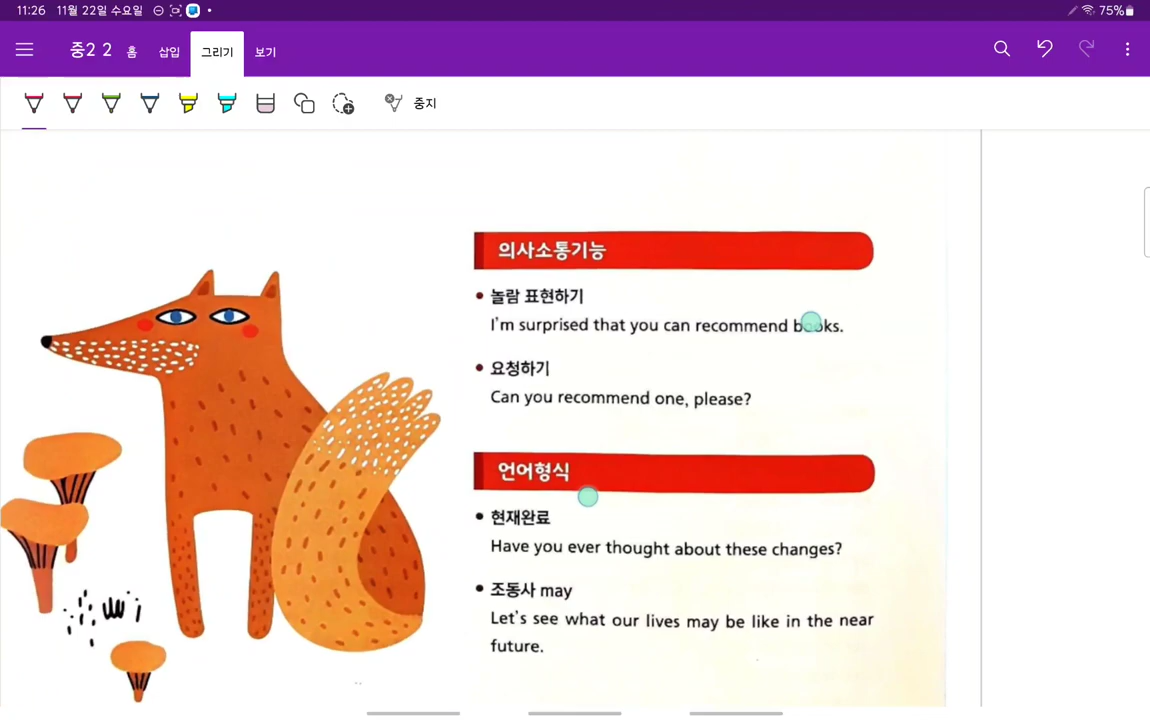 11:26 11월 22일 수요일
75%
중2 2 홈 삽입 그리기 보기
중지
의사소통기능
• 놀람 표현하기
I'm surprised that you can recommend books.
• 요청하기
Can you recommend one, please?
언어형식
• 현재완료
Have you ever thought about these changes?
• 조동사 may
Let's see what our lives may be like in the near
future.